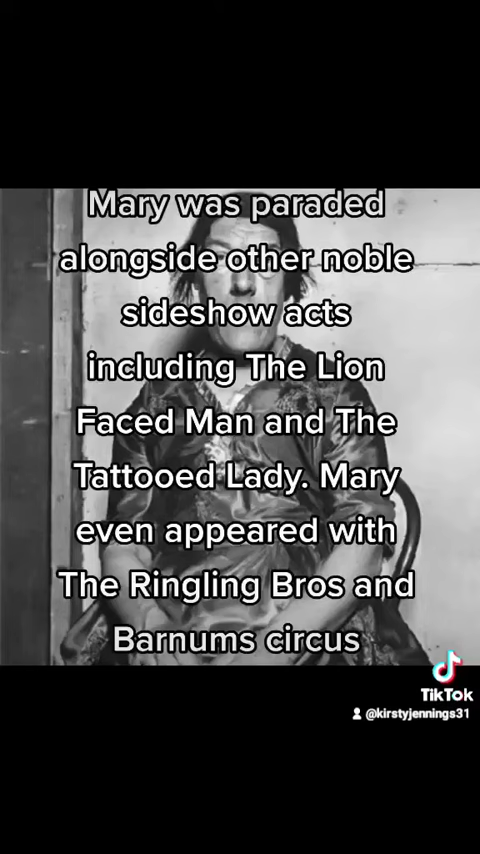 Mary was paraded
alongside other noble
sideshow acts
including The Lion
Faced Man and The
Tattooed Lady. Mary
even appeared with
The Ringling Bros and
Barnums circus
TikTok
@kirstyjennings31